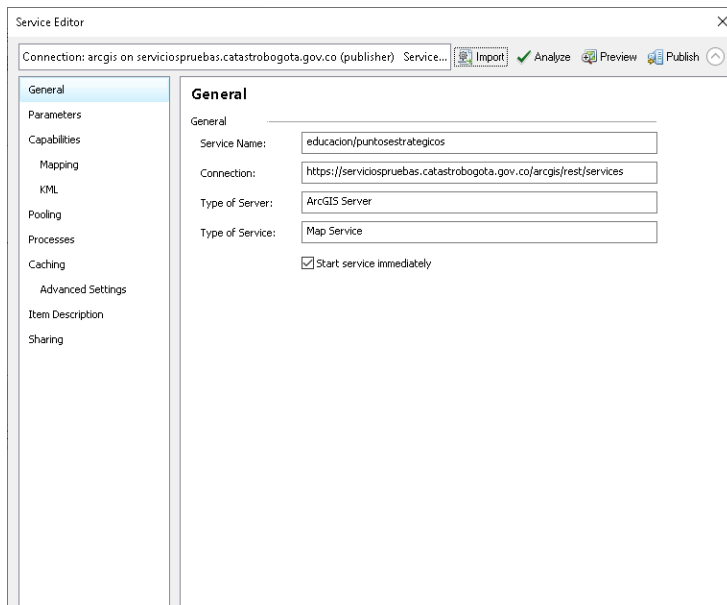 Service Editor
Connection: arcgis on serviciospruebas.catastrobogota.gov.co (publisher) Service... Import Analyze Preview Publish
General
Parameters
Capabilities
Mapping
KML
Pooling
Processes
Caching
Advanced Settings
Item Description
Sharing
General
General
Service Name: educacion/puntosestrategicos
Connection: https://serviciospruebas.catastrobogota.gov.co/arcgis/rest/services
Type of Server: ArcGIS Server
Type of Service: Map Service
Start service immediately